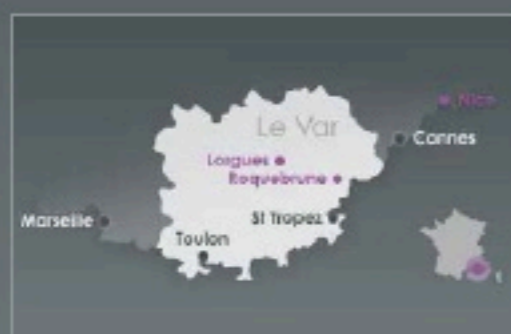 Nice
Le Var
Cannes
Lorgues
Roquebrune
St Tropez
Marseille
Toulon